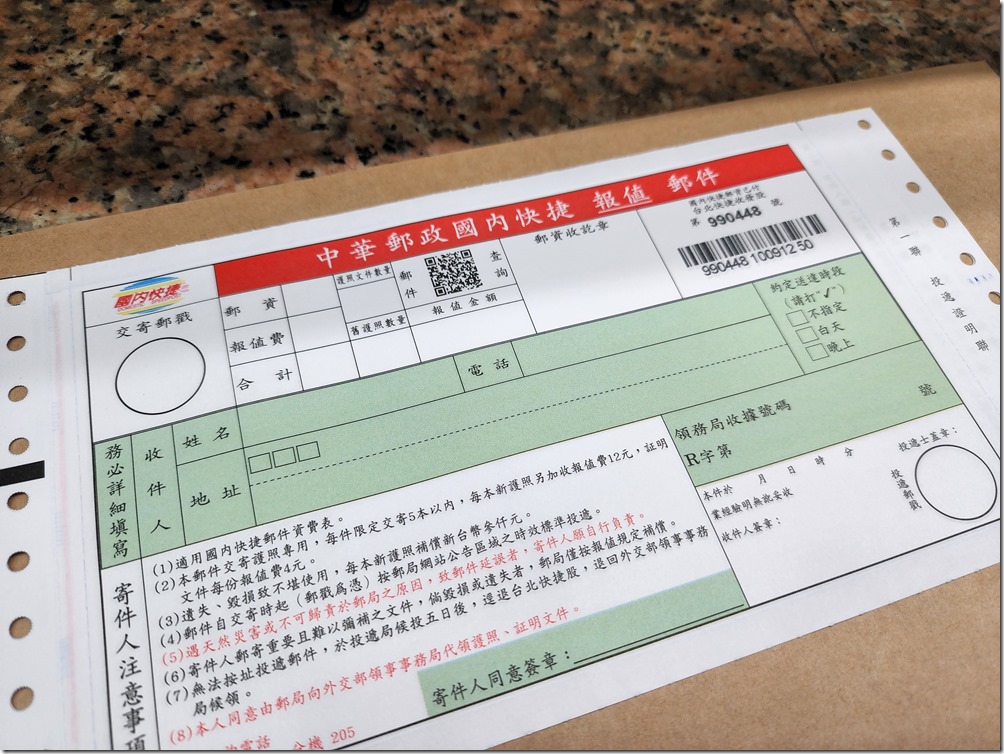 中華郵政國內快捷 報值 郵件
國內快捷
交寄郵戳
郵資
護照文件數量
郵件
查詢
報值費
舊護照數量
報值金額
合計
郵資收訖章
國內快捷郵資已付
台北快捷收發股
第 990448 號
990448 100912 50
約定送達時段
(請打"✓")
不指定
白天
晚上
第一聯 投遞證明聯
務必詳細填寫
收件人
姓名
電話
地址
領務局收據號碼
R字第 號
本件於 月 日 時 分
業經驗明無訛妥收
收件人簽章：
投遞士蓋章：
投遞郵戳
寄件人注意事項
(1)適用國內快捷郵件資費表。
(2)本郵件交寄護照專用，每件限定交寄5本以內，每本新護照另加收報值費12元，證明
文件每份報值費4元。
(3)遺失、毀損致不堪使用，每本新護照補償新台幣參仟元。
(4)郵件自交寄時起（郵戳為憑）按郵局網站公告區域之時效標準投遞。
(5)遇天然災害或不可歸責於郵局之原因，致郵件延誤者，寄件人願自行負責。
(6)寄件人郵寄重要且難以彌補之文件，倘毀損或遺失者，郵局僅按報值規定補償。
(7)無法按址投遞郵件，於投遞局候投五日後，逕退台北快捷股，退回外交部領事事務
局候領。
(8)本人同意由郵局向外交部領事事務局代領護照、証明文件。
寄件人同意簽章：
電話
分機 205